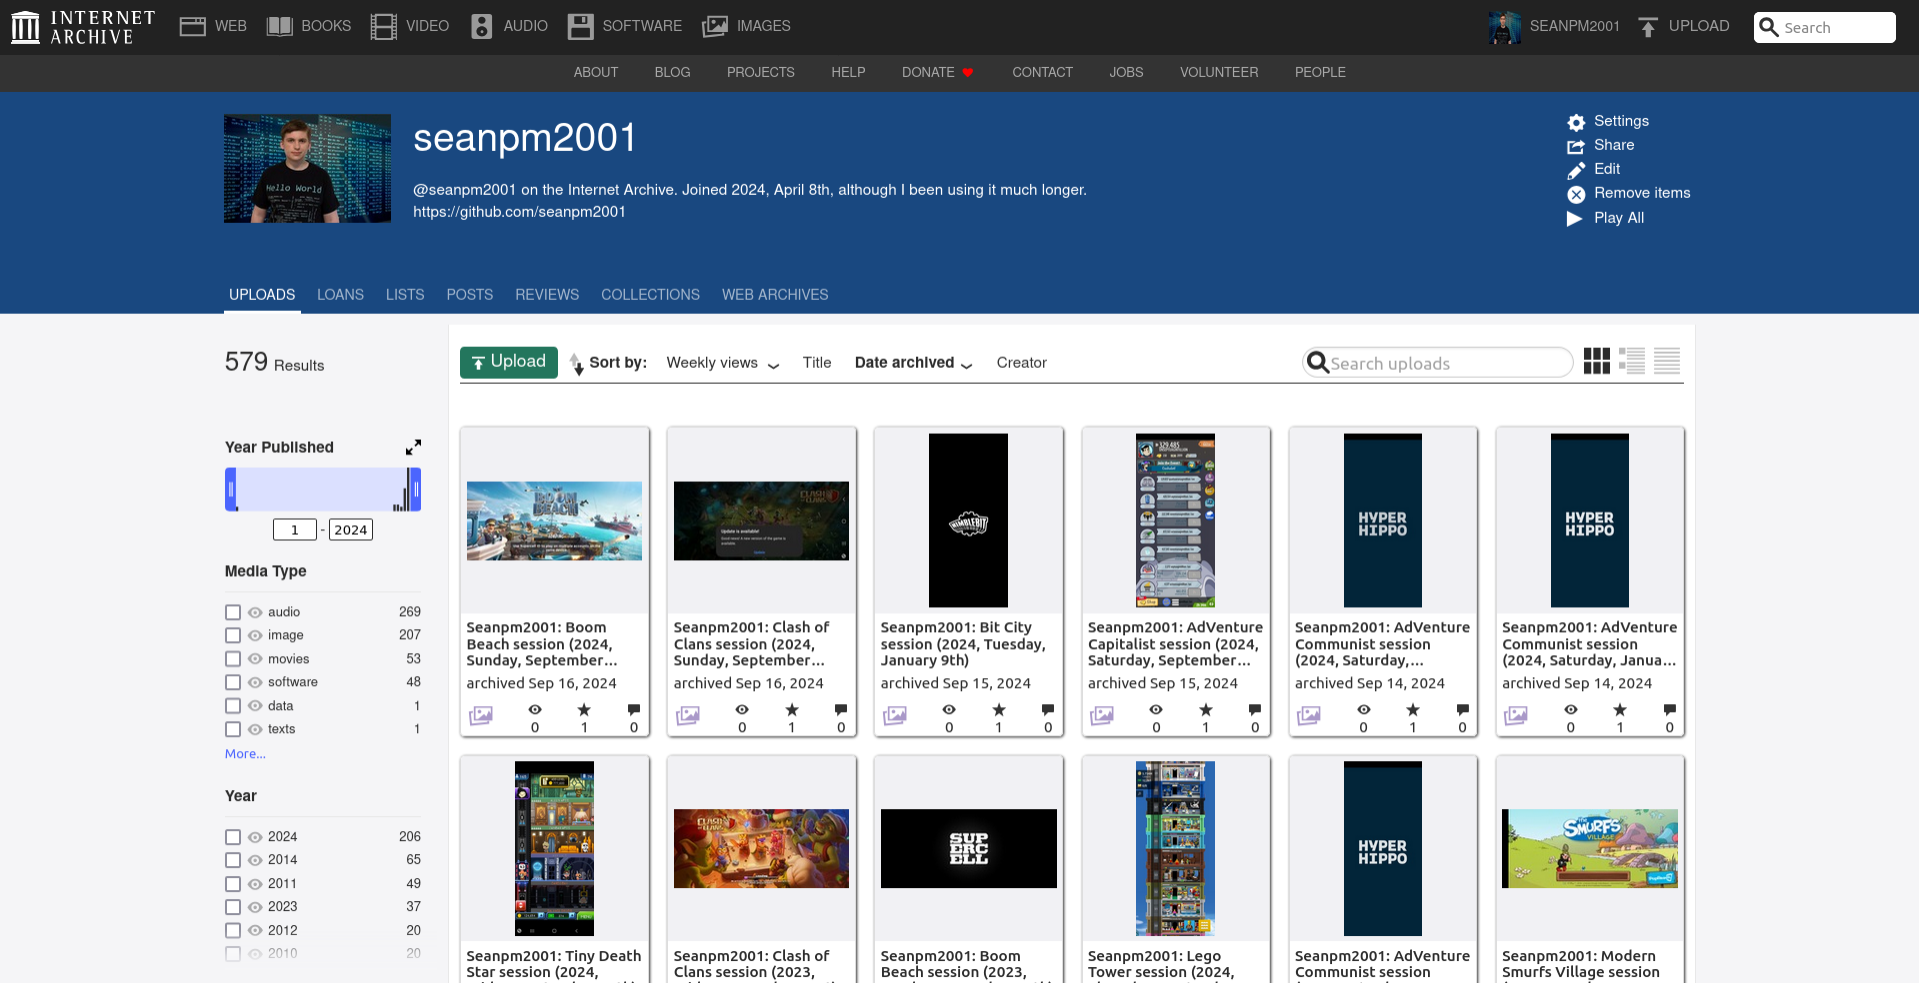 INTERNET ARCHIVE
WEB BOOKS VIDEO AUDIO SOFTWARE IMAGES SEANPM2001 UPLOAD Search
ABOUT BLOG PROJECTS HELP DONATE CONTACT JOBS VOLUNTEER PEOPLE
Hello World
seanpm2001
@seanpm2001 on the Internet Archive. Joined 2024, April 8th, although I been using it much longer.
https://github.com/seanpm2001
Settings
Share
Edit
Remove items
Play All
UPLOADS LOANS LISTS POSTS REVIEWS COLLECTIONS WEB ARCHIVES
579 Results
Year Published
1 - 2024
Media Type
audio 269
image 207
movies 53
software 48
data 1
texts 1
More...
Year
2024 206
2014 65
2011 49
2023 37
2012 20
2010 20
Upload Sort by: Weekly views Title Date archived Creator Search uploads
BOOM BEACH
Seanpm2001: Boom
Beach session (2024,
Sunday, September...
archived Sep 16, 2024
0 1 0
CLASH OF CLANS
Update is available!
Seanpm2001: Clash of
Clans session (2024,
Sunday, September...
archived Sep 16, 2024
0 1 0
NIMBLEBIT
Seanpm2001: Bit City
session (2024, Tuesday,
January 9th)
archived Sep 15, 2024
0 1 0
Seanpm2001: AdVenture
Capitalist session (2024,
Saturday, September...
archived Sep 15, 2024
0 1 0
HYPER
HIPPO
Seanpm2001: AdVenture
Communist session
(2024, Saturday,...
archived Sep 14, 2024
0 1 0
HYPER
HIPPO
Seanpm2001: AdVenture
Communist session
(2024, Saturday, Janua...
archived Sep 14, 2024
0 1 0
Seanpm2001: Tiny Death
Star session (2024,
CLASH OF CLANS
Seanpm2001: Clash of
Clans session (2023,
SUP
ERC
ELL
Seanpm2001: Boom
Beach session (2023,
Seanpm2001: Lego
Tower session (2024,
HYPER
HIPPO
Seanpm2001: AdVenture
Communist session
SMURFS
VILLAGE
Seanpm2001: Modern
Smurfs Village session